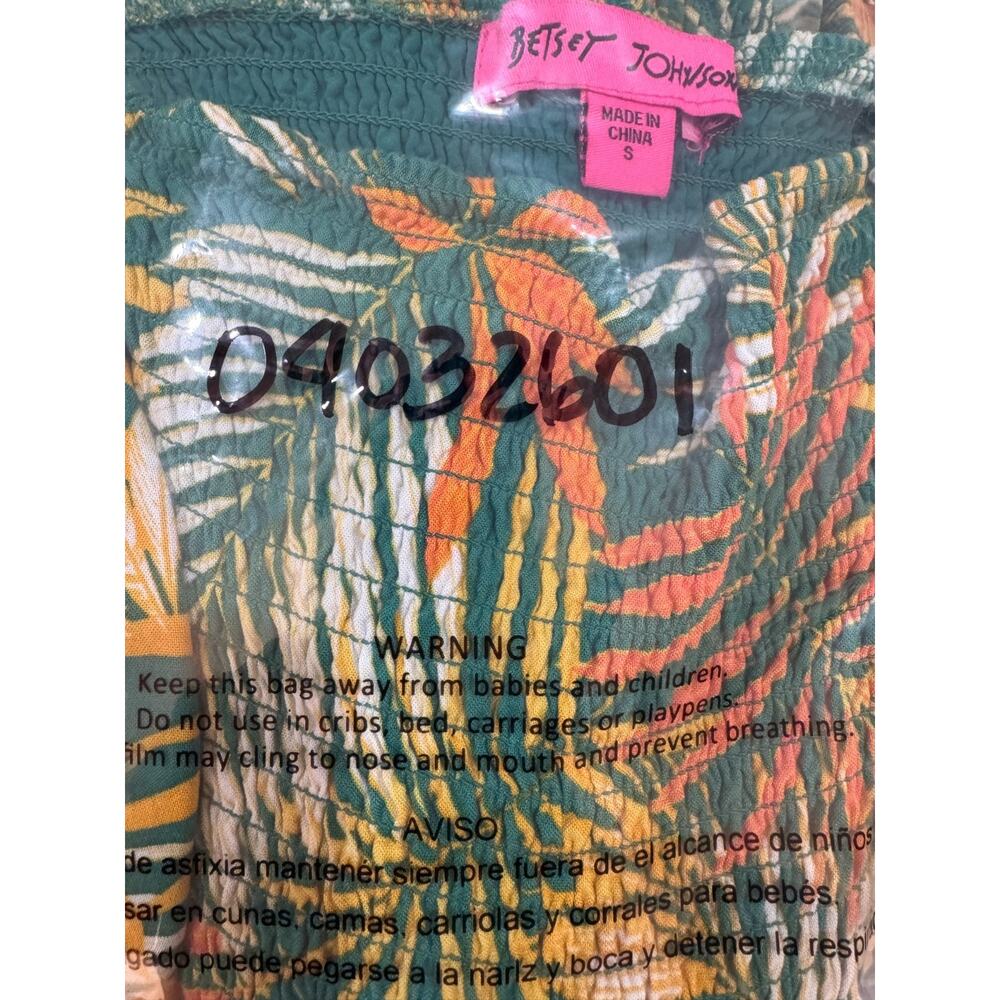 BETSEY JOHNSON
MADE IN
CHINA
S
04032601
WARNING
Keep this bag away from babies and children.
Do not use in cribs, bed, carriages or playpens.
film may cling to nose and mouth and prevent breathing.
AVISO
de asfixia mantener siempre fuera de el alcance de niños
sar en cunas, camas, carriolas y corrales para bebés.
gado puede pegarse a la nariz y boca y detener la respi